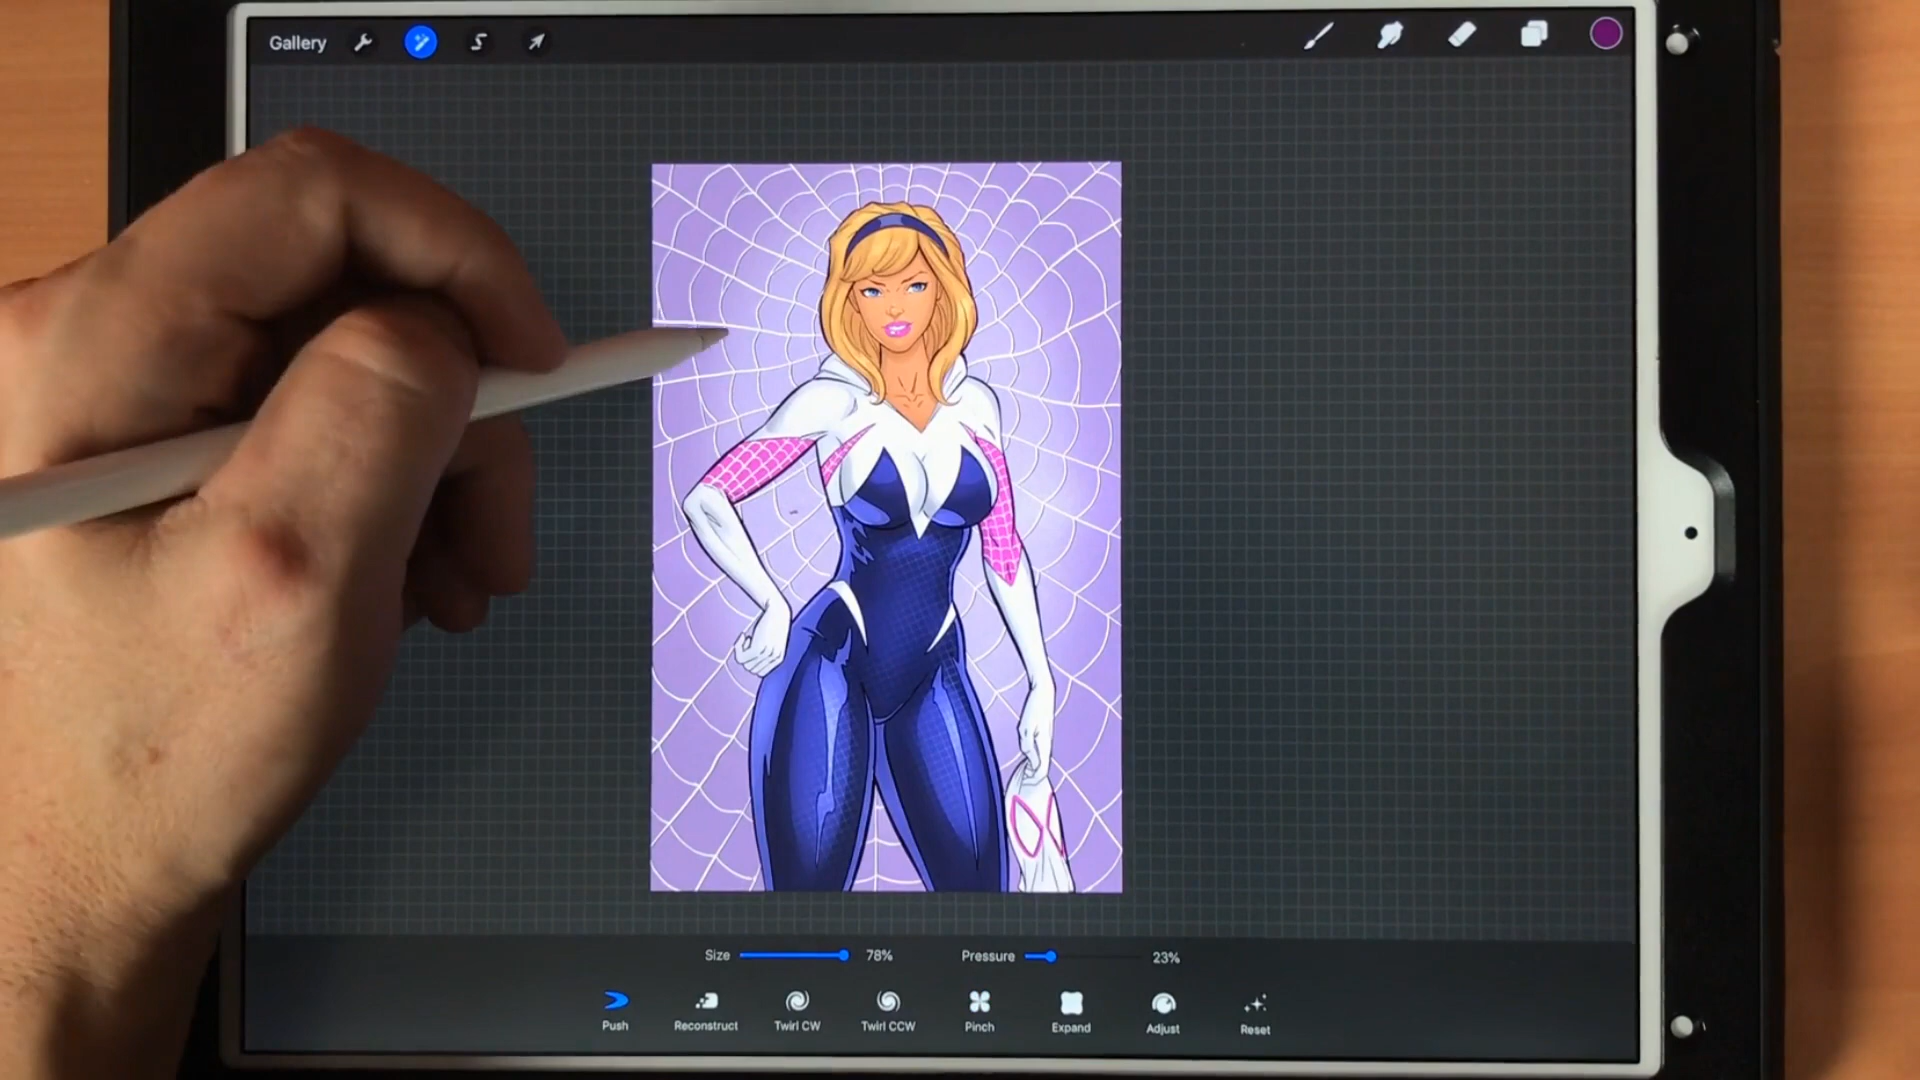 Gallery
Size 78% Pressure 23%
Push Reconstruct Twirl CW Twirl CCW Pinch Expand Adjust Reset